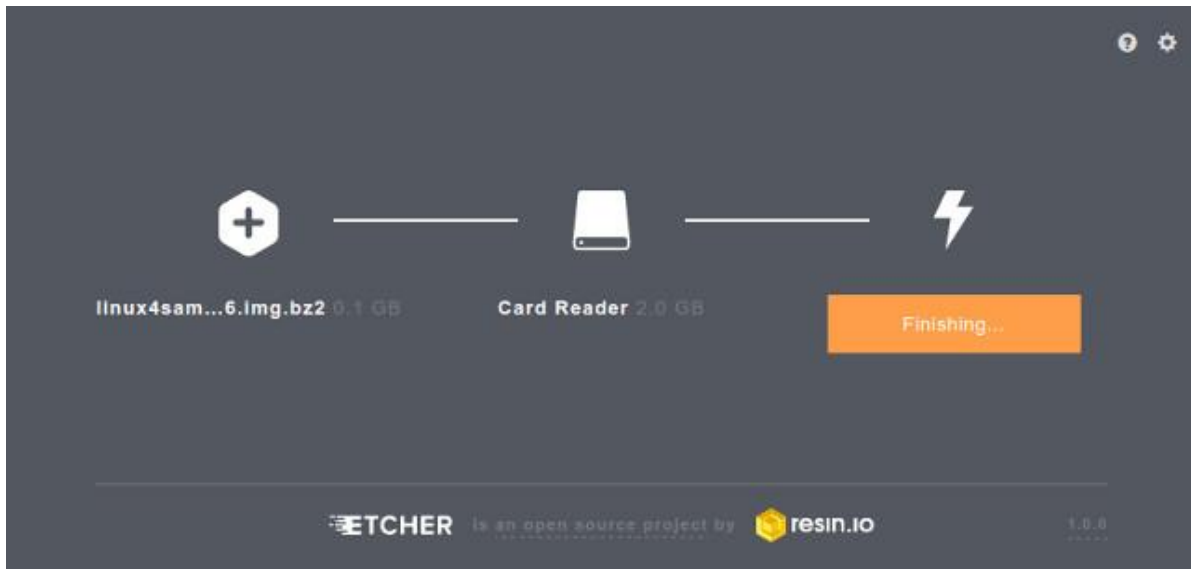 linux4sam...6.img.bz2 0.1 GB
Card Reader 2.0 GB
Finishing...
ETCHER is an open source project by resin.io
1.0.0